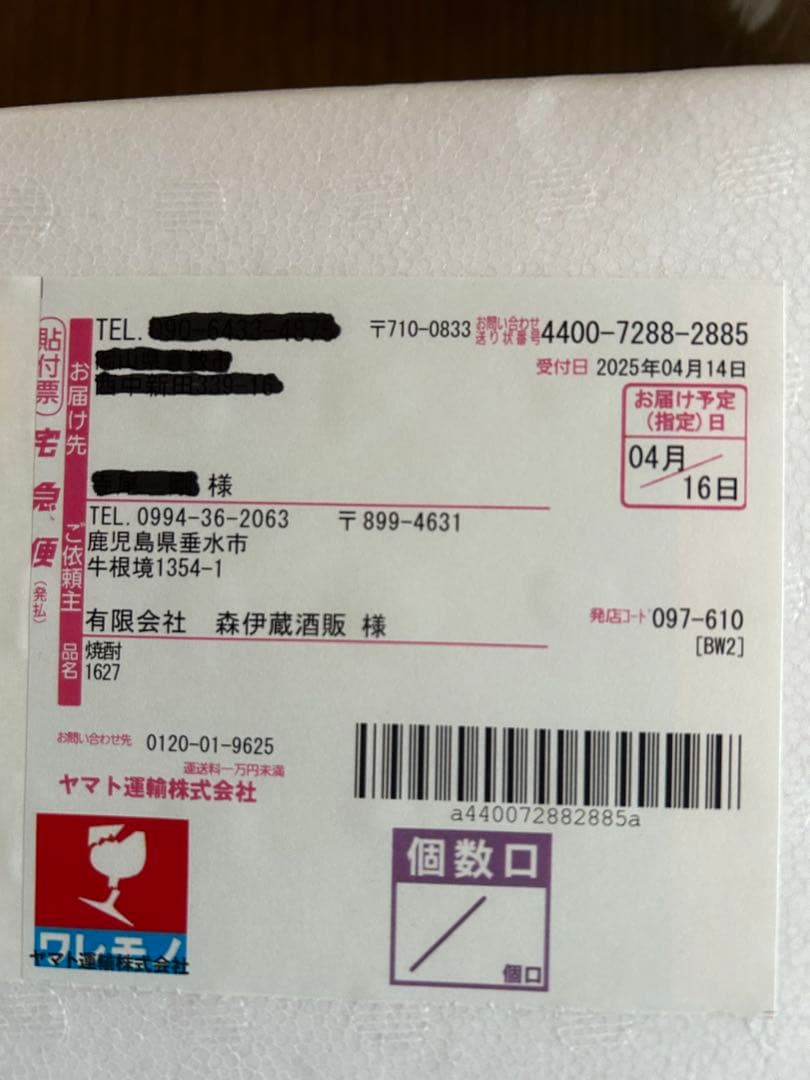 貼付票
宅急便
(発払)
お届け先
TEL.
〒710-0833
お問い合わせ
送り状番号
4400-7288-2885
受付日 2025年04月14日
お届け予定
(指定)日
04月
16日
様
ご依頼主
TEL.0994-36-2063 〒899-4631
鹿児島県垂水市
牛根境1354-1
有限会社 森伊蔵酒販 様
発店コード 097-610
[BW2]
品名
焼酎
1627
お問い合わせ先 0120-01-9625
運送料一万円未満
ヤマト運輸株式会社
a440072882885a
個数口
個口
ワレモノ
ヤマト運輸株式会社